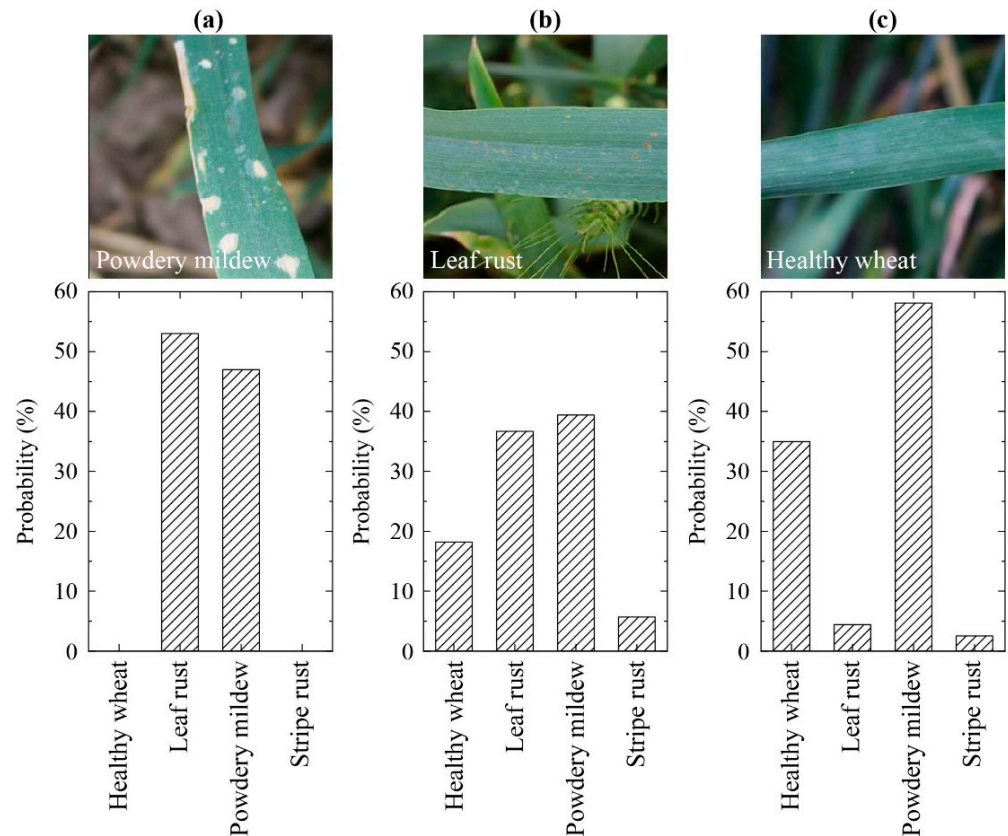 (a)
(b)
(c)
Powdery mildew
Leaf rust
Healthy wheat
Probability (%)
60
50
40
30
20
10
0
Healthy wheat
Leaf rust
Powdery mildew
Stripe rust
Probability (%)
60
50
40
30
20
10
0
Healthy wheat
Leaf rust
Powdery mildew
Stripe rust
Probability (%)
60
50
40
30
20
10
0
Healthy wheat
Leaf rust
Powdery mildew
Stripe rust